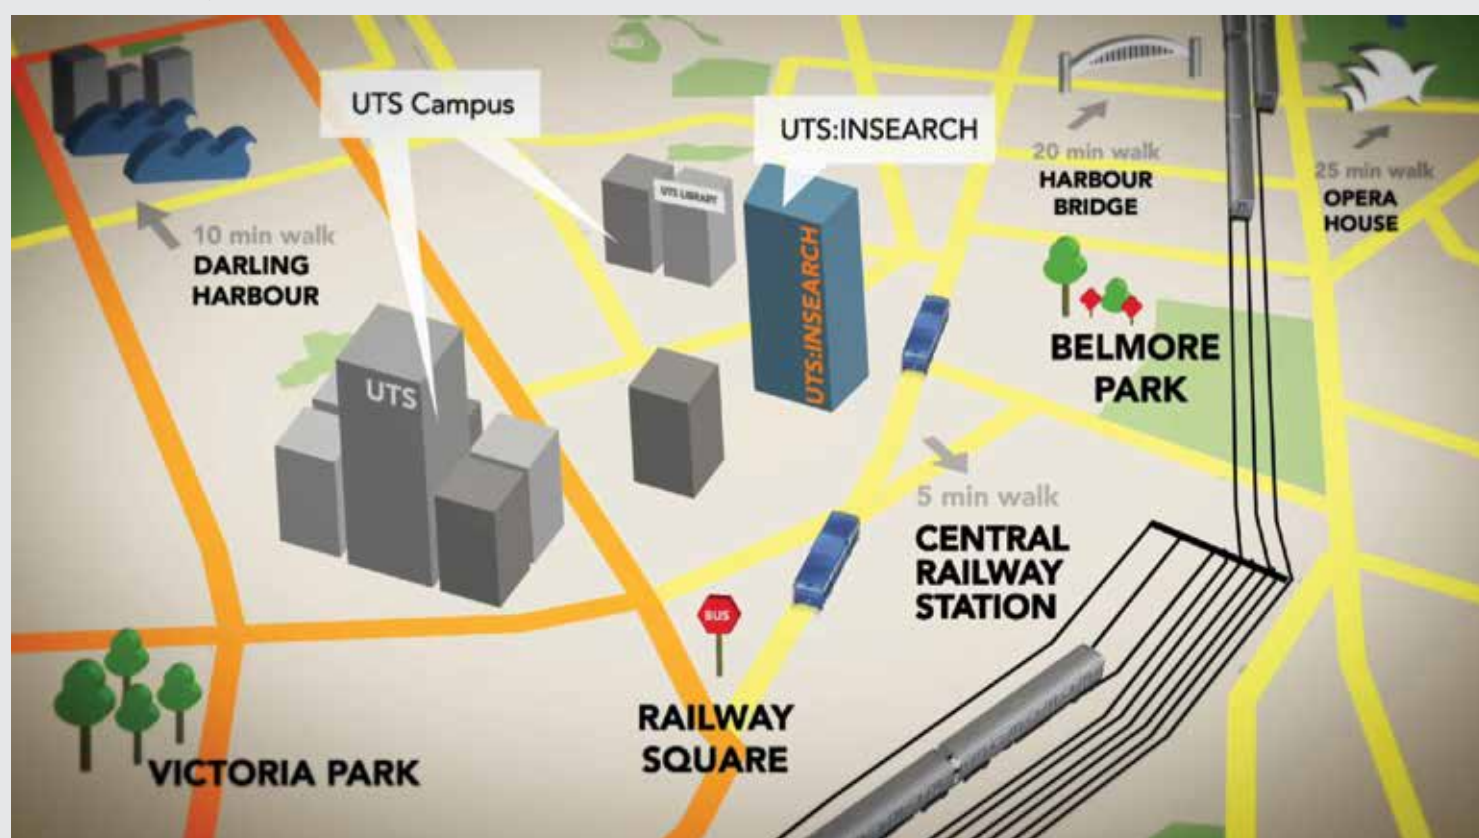 UTS Campus
UTS:INSEARCH
20 min walk
HARBOUR
BRIDGE
25 min walk
OPERA
HOUSE
UTS LIBRARY
10 min walk
DARLING
HARBOUR
UTS:INSEARCH
BELMORE
PARK
UTS
5 min walk
CENTRAL
RAILWAY
STATION
BUS
RAILWAY
SQUARE
VICTORIA PARK